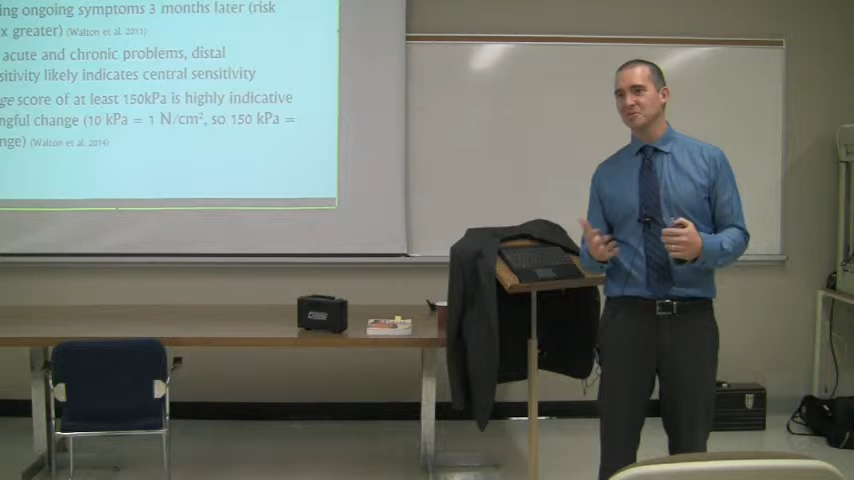 ing ongoing symptoms 3 months later (risk
x greater) (Walton et al. 2011)
acute and chronic problems, distal
sitivity likely indicates central sensitivity
ge score of at least 150kPa is highly indicative
ngful change (10 kPa = 1 N/cm², so 150 kPa =
nge) (Walton et al. 2014)